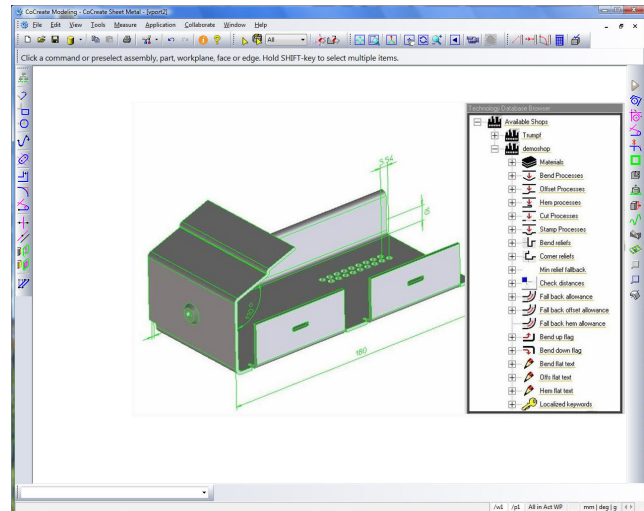 CoCreate Modeling - CoCreate Sheet Metal - [vport2]
File Edit View Tools Measure Application Collaborate Window Help
All
Click a command or preselect assembly, part, workplane, face or edge. Hold SHIFT-key to select multiple items.
Technology Database Browser
Available Shops
Trumpf
demoshop
Materials
Bend Processes
Offset Processes
Hem processes
Cut Processes
Stamp Processes
Bend reliefs
Corner reliefs
Min relief fallback
Check distances
Fall back allowance
Fall back offset allowance
Fall back hem allowance
Bend up flag
Bend down flag
Bend flat text
Offs flat text
Hem flat text
Localized keywords
5.54
130°
180
/w1 /p1 All in Act WP mm | deg | g